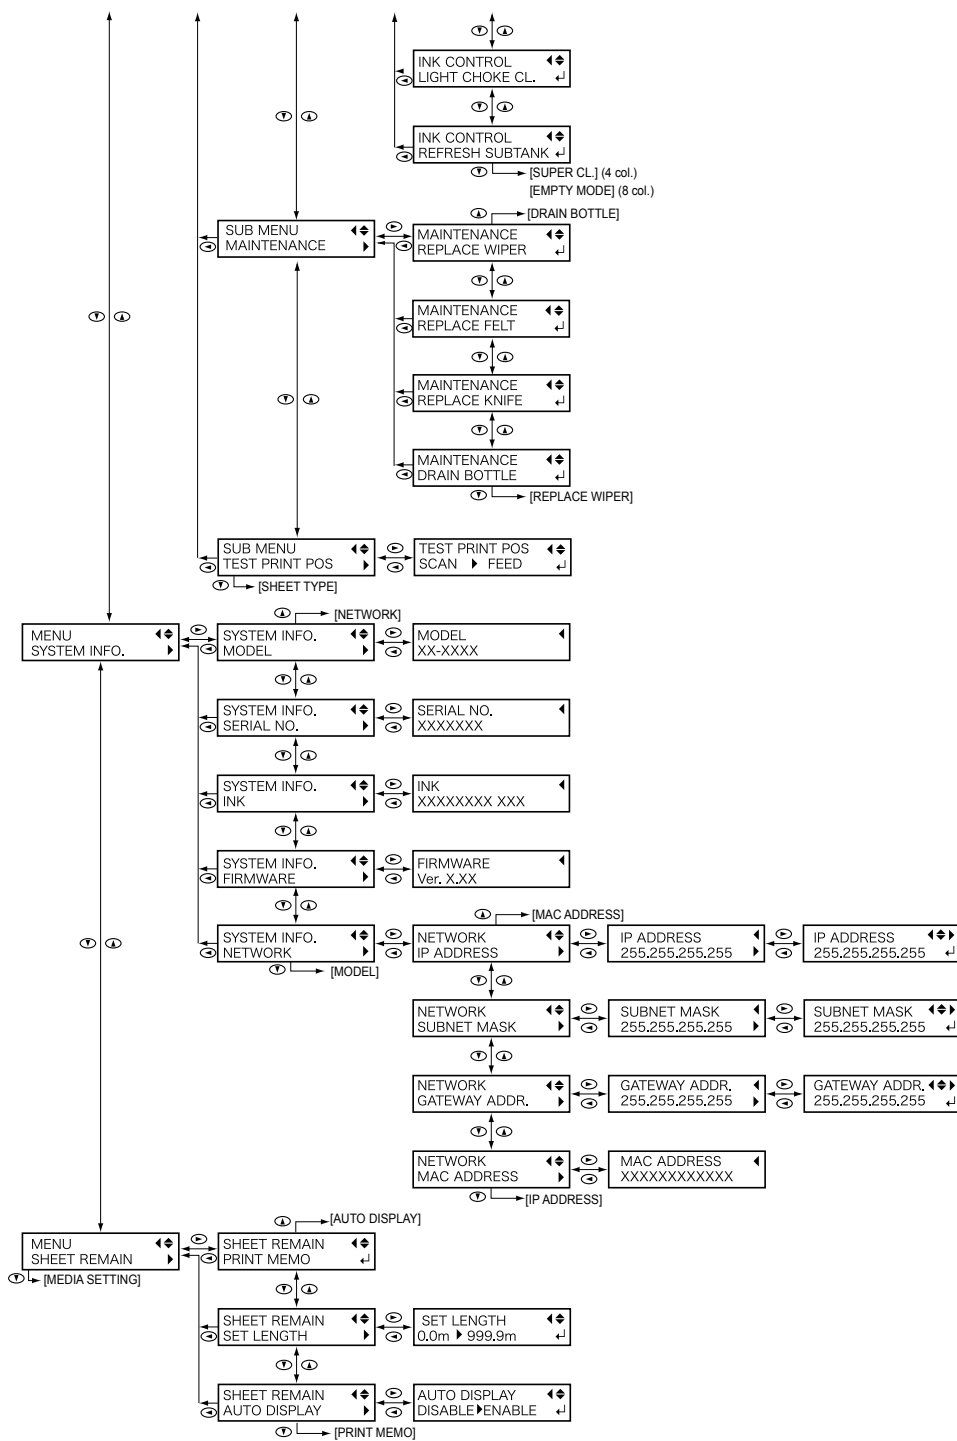 INK CONTROL
LIGHT CHOKE CL.
INK CONTROL
REFRESH SUBTANK
[SUPER CL.] (4 col.)
[EMPTY MODE] (8 col.)
[DRAIN BOTTLE]
SUB MENU
MAINTENANCE
MAINTENANCE
REPLACE WIPER
MAINTENANCE
REPLACE FELT
MAINTENANCE
REPLACE KNIFE
MAINTENANCE
DRAIN BOTTLE
[REPLACE WIPER]
SUB MENU
TEST PRINT POS
TEST PRINT POS
SCAN FEED
[SHEET TYPE]
[NETWORK]
MENU
SYSTEM INFO.
SYSTEM INFO.
MODEL
MODEL
XX-XXXX
SYSTEM INFO.
SERIAL NO.
SERIAL NO.
XXXXXXX
SYSTEM INFO.
INK
INK
XXXXXXXX XXX
SYSTEM INFO.
FIRMWARE
FIRMWARE
Ver. X.XX
[MAC ADDRESS]
SYSTEM INFO.
NETWORK
NETWORK
IP ADDRESS
IP ADDRESS
255.255.255.255
IP ADDRESS
255.255.255.255
[MODEL]
NETWORK
SUBNET MASK
SUBNET MASK
255.255.255.255
SUBNET MASK
255.255.255.255
NETWORK
GATEWAY ADDR.
GATEWAY ADDR.
255.255.255.255
GATEWAY ADDR.
255.255.255.255
NETWORK
MAC ADDRESS
MAC ADDRESS
XXXXXXXXXXXX
[IP ADDRESS]
[AUTO DISPLAY]
MENU
SHEET REMAIN
SHEET REMAIN
PRINT MEMO
[MEDIA SETTING]
SHEET REMAIN
SET LENGTH
SET LENGTH
0.0m 999.9m
SHEET REMAIN
AUTO DISPLAY
AUTO DISPLAY
DISABLE ENABLE
[PRINT MEMO]